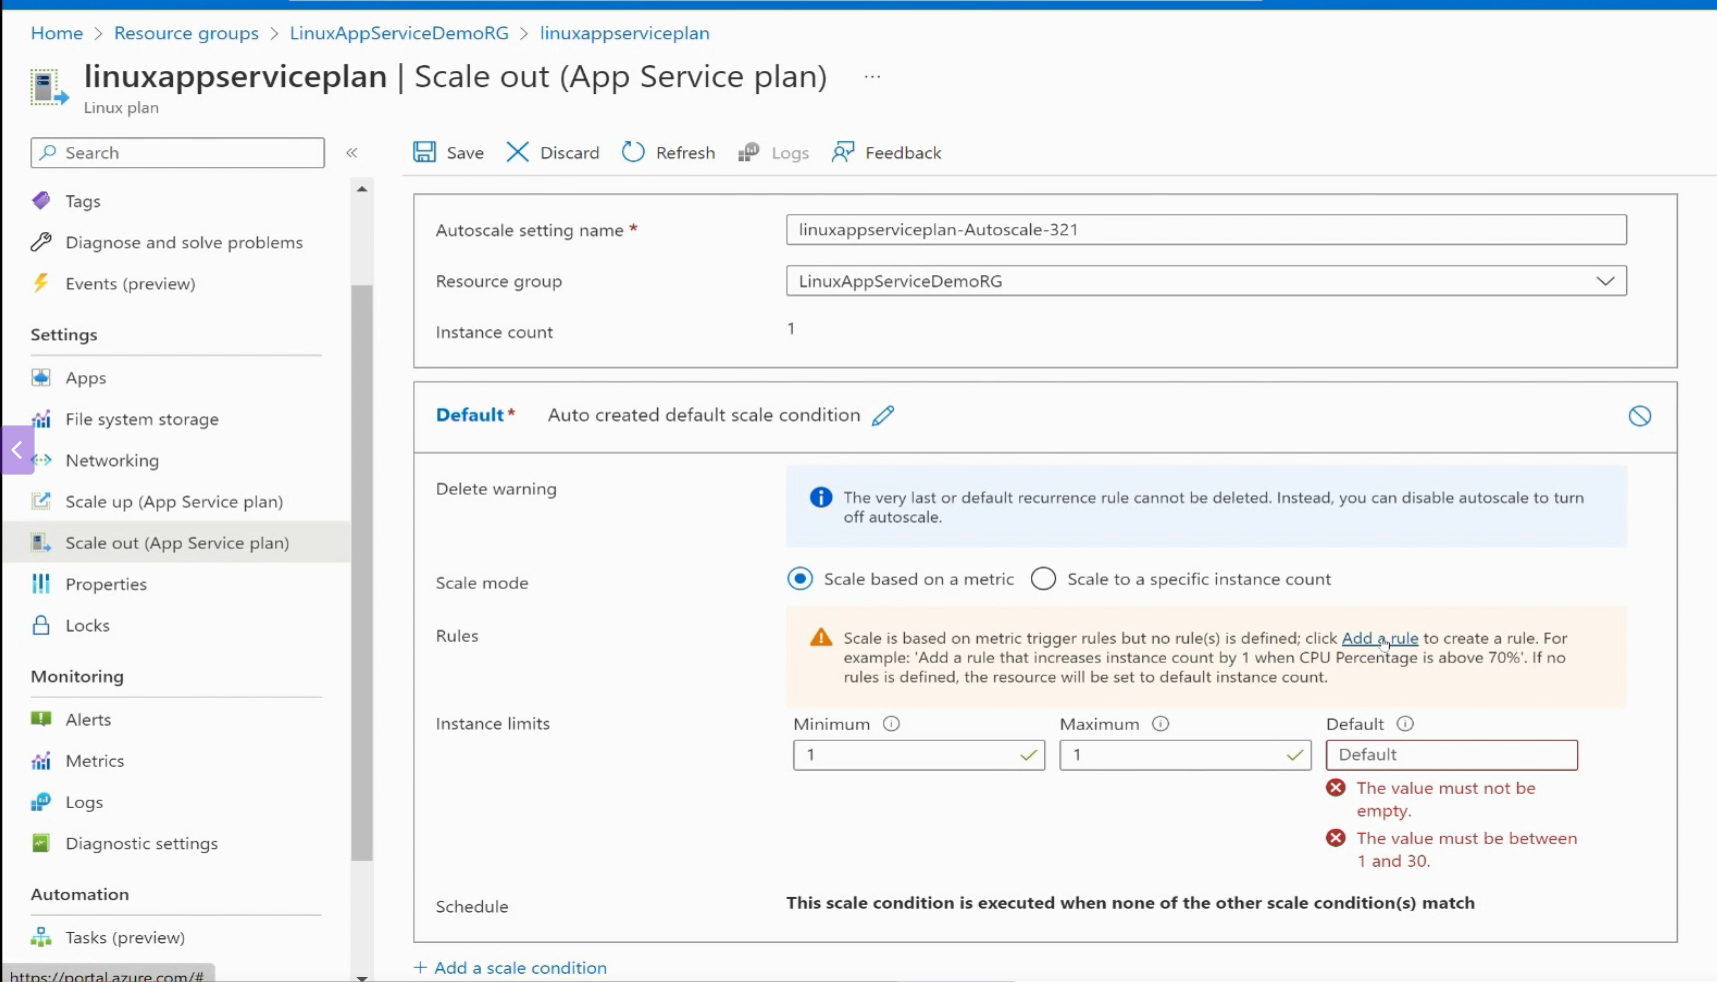 Home > Resource groups > LinuxAppServiceDemoRG > linuxappserviceplan
linuxappserviceplan | Scale out (App Service plan) ...
Linux plan
Search
«
Save
Discard
Refresh
Logs
Feedback
Tags
Diagnose and solve problems
Events (preview)
Settings
Apps
File system storage
Networking
Scale up (App Service plan)
Scale out (App Service plan)
Properties
Locks
Monitoring
Alerts
Metrics
Logs
Diagnostic settings
Automation
Tasks (preview)
https://portal.azure.com/#
Autoscale setting name *
linuxappserviceplan-Autoscale-321
Resource group
LinuxAppServiceDemoRG
Instance count
1
Default* Auto created default scale condition
Delete warning
The very last or default recurrence rule cannot be deleted. Instead, you can disable autoscale to turn
off autoscale.
Scale mode
Scale based on a metric
Scale to a specific instance count
Rules
Scale is based on metric trigger rules but no rule(s) is defined; click Add a rule to create a rule. For
example: 'Add a rule that increases instance count by 1 when CPU Percentage is above 70%'. If no
rules is defined, the resource will be set to default instance count.
Instance limits
Minimum
1
Maximum
1
Default
Default
The value must not be
empty.
The value must be between
1 and 30.
Schedule
This scale condition is executed when none of the other scale condition(s) match
+ Add a scale condition